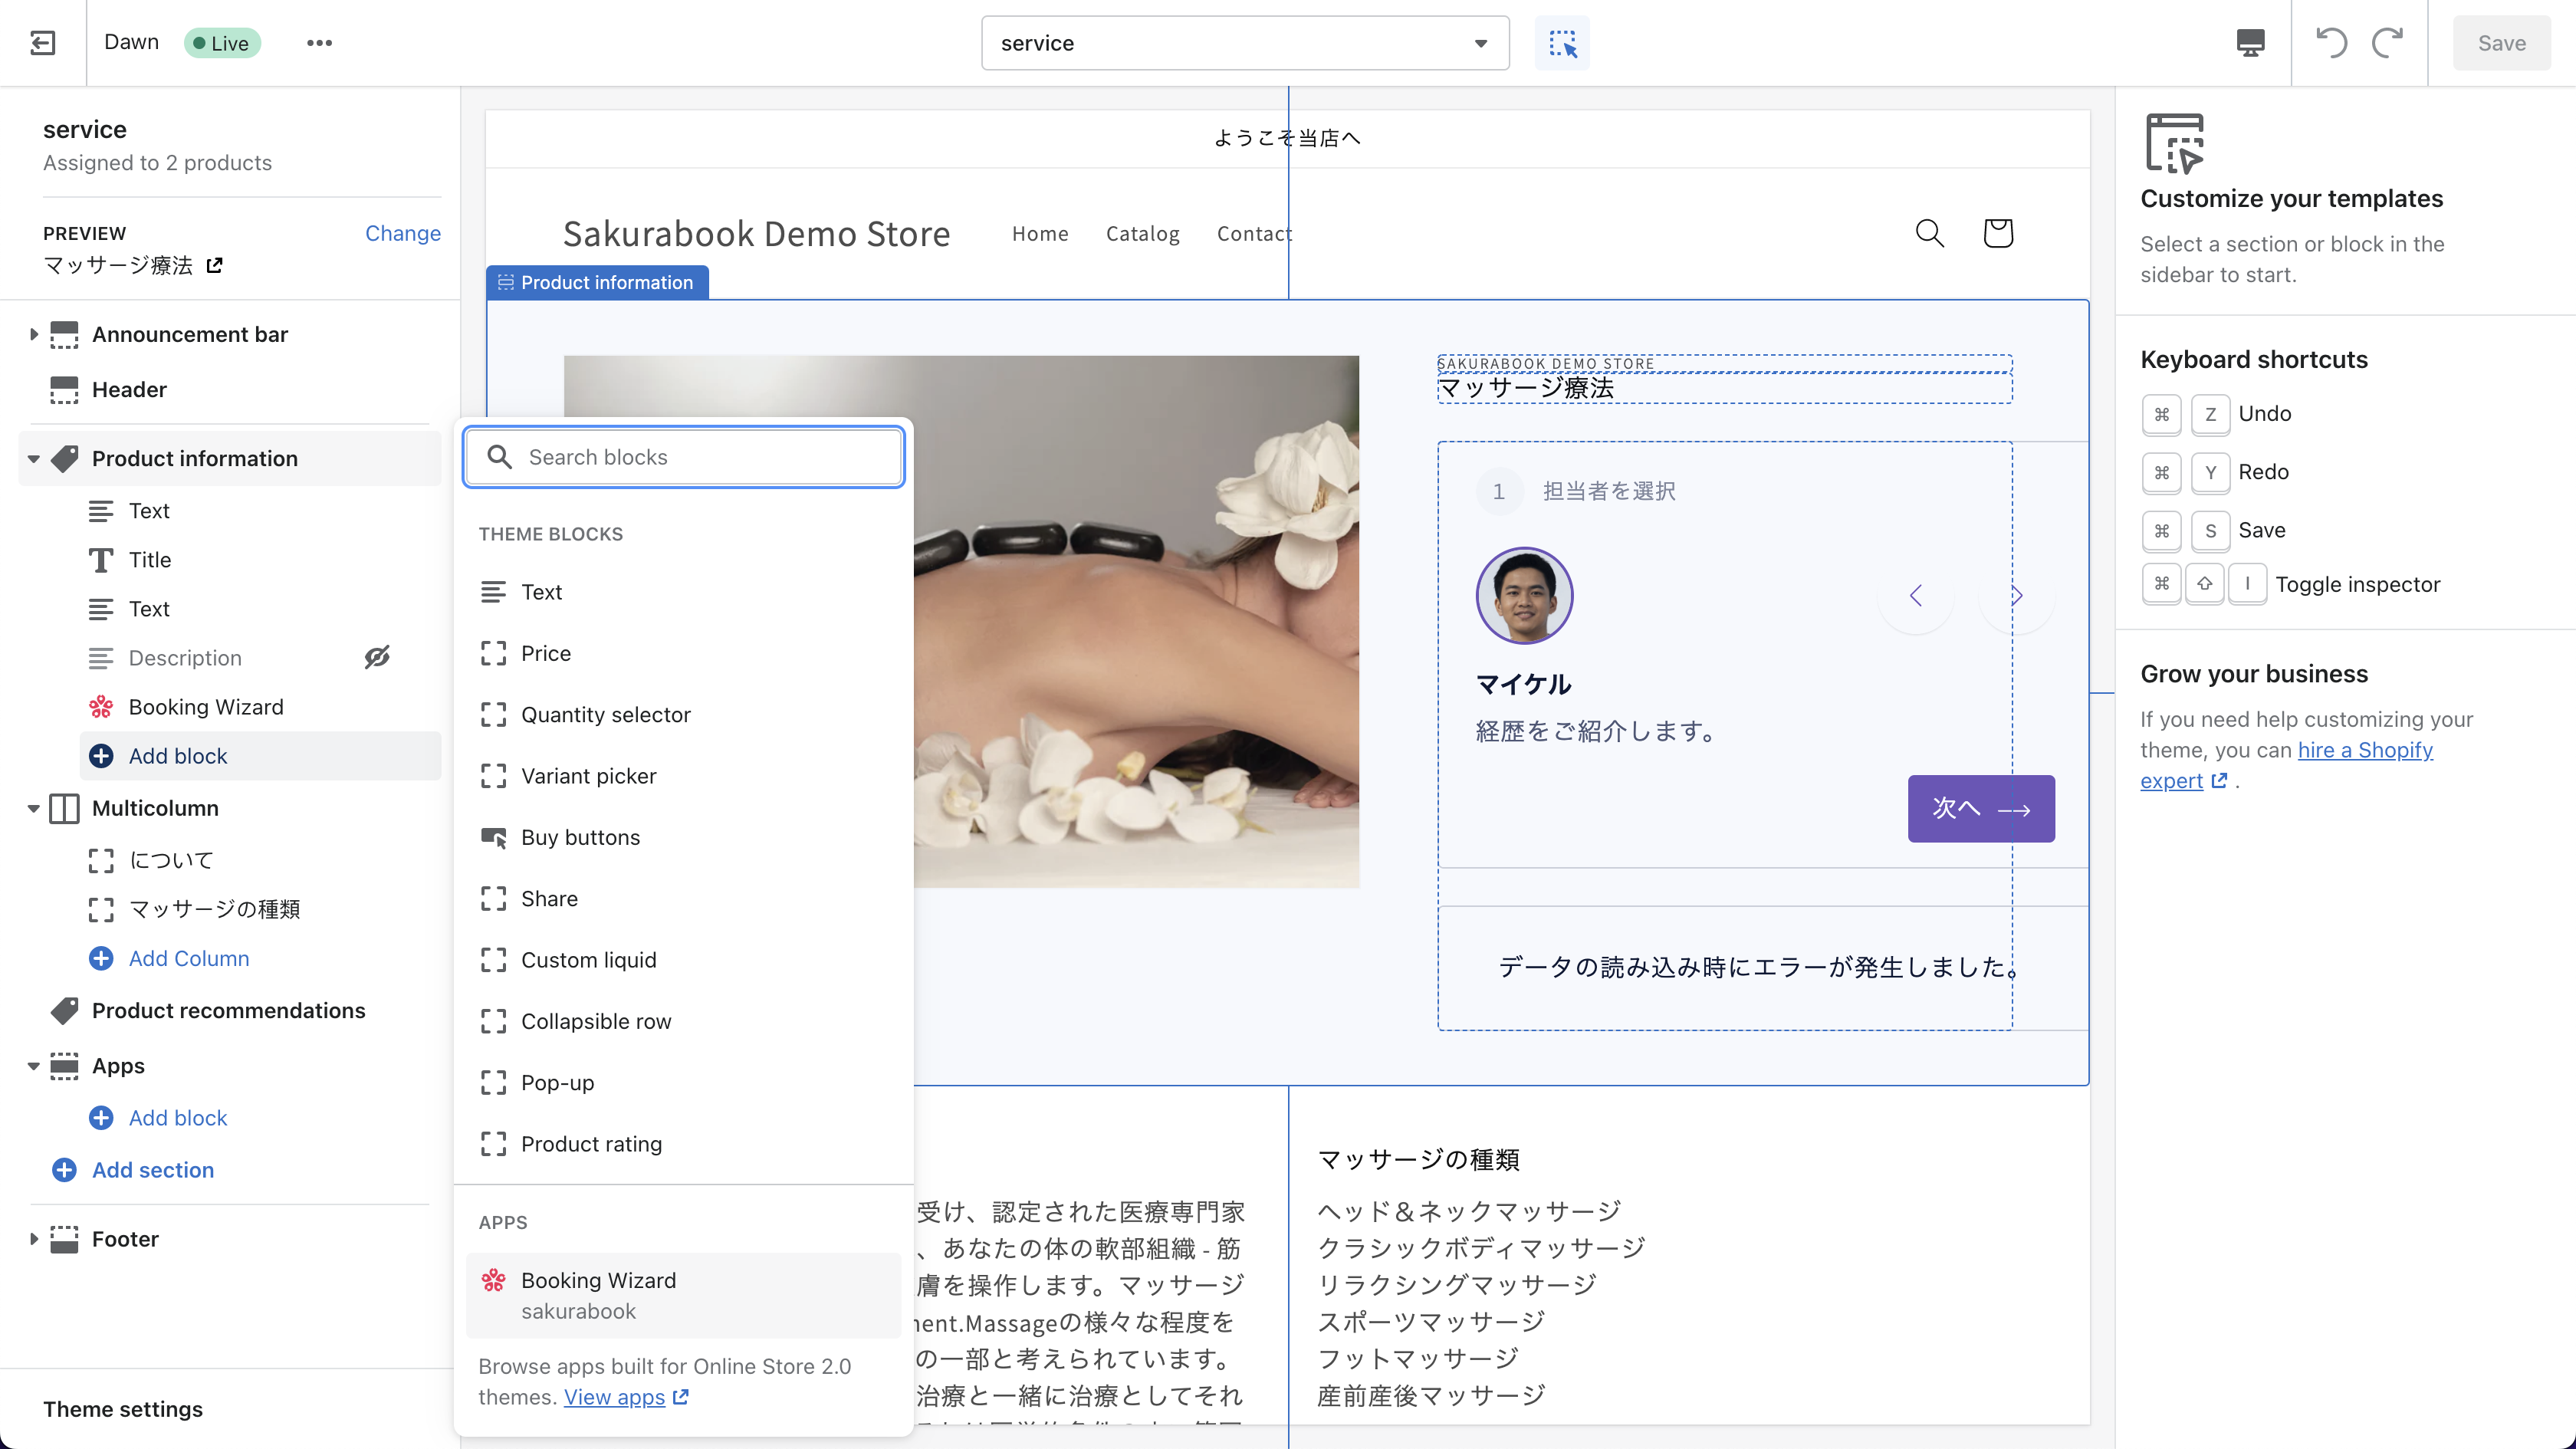 Dawn
Live
service
Save
service
Assigned to 2 products
PREVIEW
Change
マッサージ療法
Announcement bar
Header
Product information
Text
Title
Text
Description
Booking Wizard
Add block
Multicolumn
について
マッサージの種類
Add Column
Product recommendations
Apps
Add block
Add section
Footer
Theme settings
Search blocks
THEME BLOCKS
Text
Price
Quantity selector
Variant picker
Buy buttons
Share
Custom liquid
Collapsible row
Pop-up
Product rating
APPS
Booking Wizard
sakurabook
Browse apps built for Online Store 2.0
themes. View apps
ようこそ当店へ
Sakurabook Demo Store
Home
Catalog
Contact
Product information
SAKURABOOK DEMO STORE
マッサージ療法
1
担当者を選択
マイケル
経歴をご紹介します。
次へ
データの読み込み時にエラーが発生しました。
受け、認定された医療専門家
、あなたの体の軟部組織 - 筋
膚を操作します。マッサージ
ent.Massageの様々な程度を
の一部と考えられています。
治療と一緒に治療としてそれ
マッサージの種類
ヘッド＆ネックマッサージ
クラシックボディマッサージ
リラクシングマッサージ
スポーツマッサージ
フットマッサージ
産前産後マッサージ
Customize your templates
Select a section or block in the
sidebar to start.
Keyboard shortcuts
⌘ Z Undo
⌘ Y Redo
⌘ S Save
⌘ ⇧ I Toggle inspector
Grow your business
If you need help customizing your
theme, you can hire a Shopify
expert .